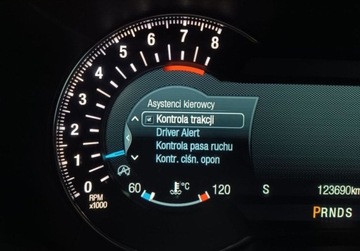 8
7
6
5
4
3
2
1
0
RPM
x1000
Asystenci kierowcy
Kontrola trakcji
Driver Alert
Kontrola pasa ruchu
Kontr. ciśn. opon
60 °C 120
S 123690km
PRNDS